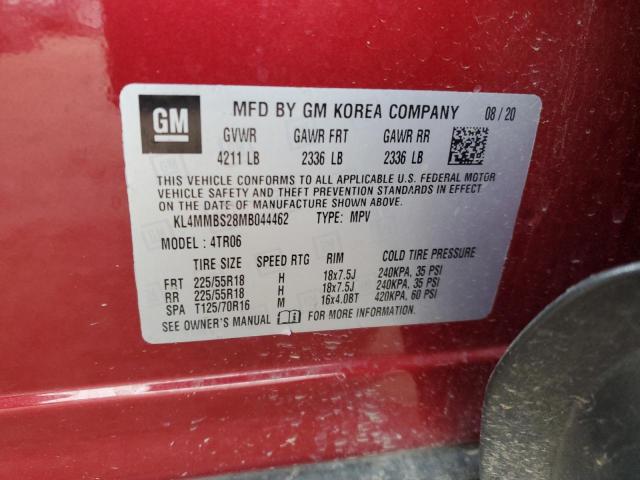 GM
MFD BY GM KOREA COMPANY 08/20
GVWR GAWR FRT GAWR RR
4211 LB 2336 LB 2336 LB
THIS VEHICLE CONFORMS TO ALL APPLICABLE U.S. FEDERAL MOTOR
VEHICLE SAFETY AND THEFT PREVENTION STANDARDS IN EFFECT
ON THE DATE OF MANUFACTURE SHOWN ABOVE.
KL4MMBS28MB044462 TYPE: MPV
MODEL: 4TR06
TIRE SIZE SPEED RTG RIM COLD TIRE PRESSURE
FRT 225/55R18 H 18x7.5J 240KPA, 35 PSI
RR 225/55R18 H 18x7.5J 240KPA, 35 PSI
SPA T125/70R16 M 16x4.0BT 420KPA, 60 PSI
SEE OWNER'S MANUAL FOR MORE INFORMATION